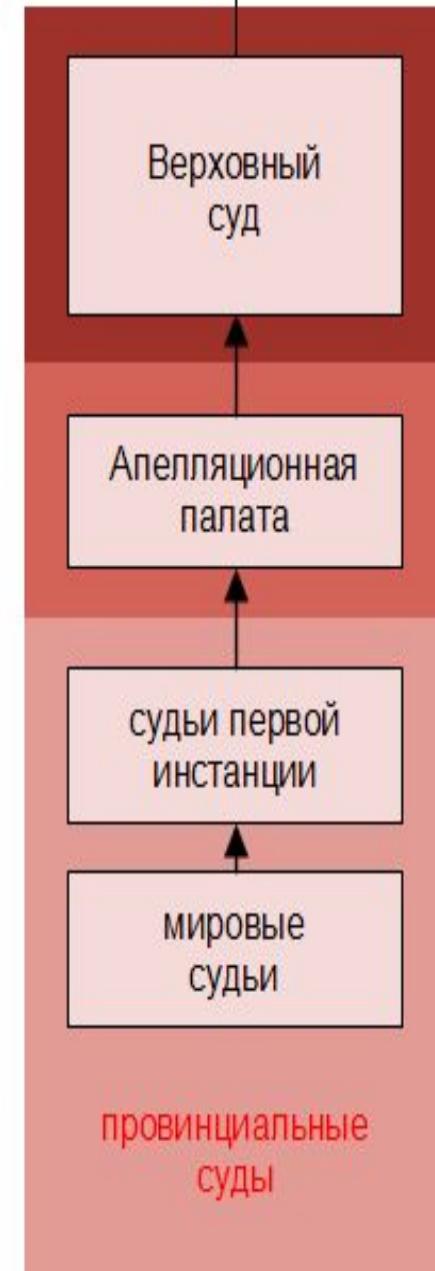 Верховный
суд
Апелляционная
палата
судьи первой
инстанции
мировые
судьи
провинциальные
суды